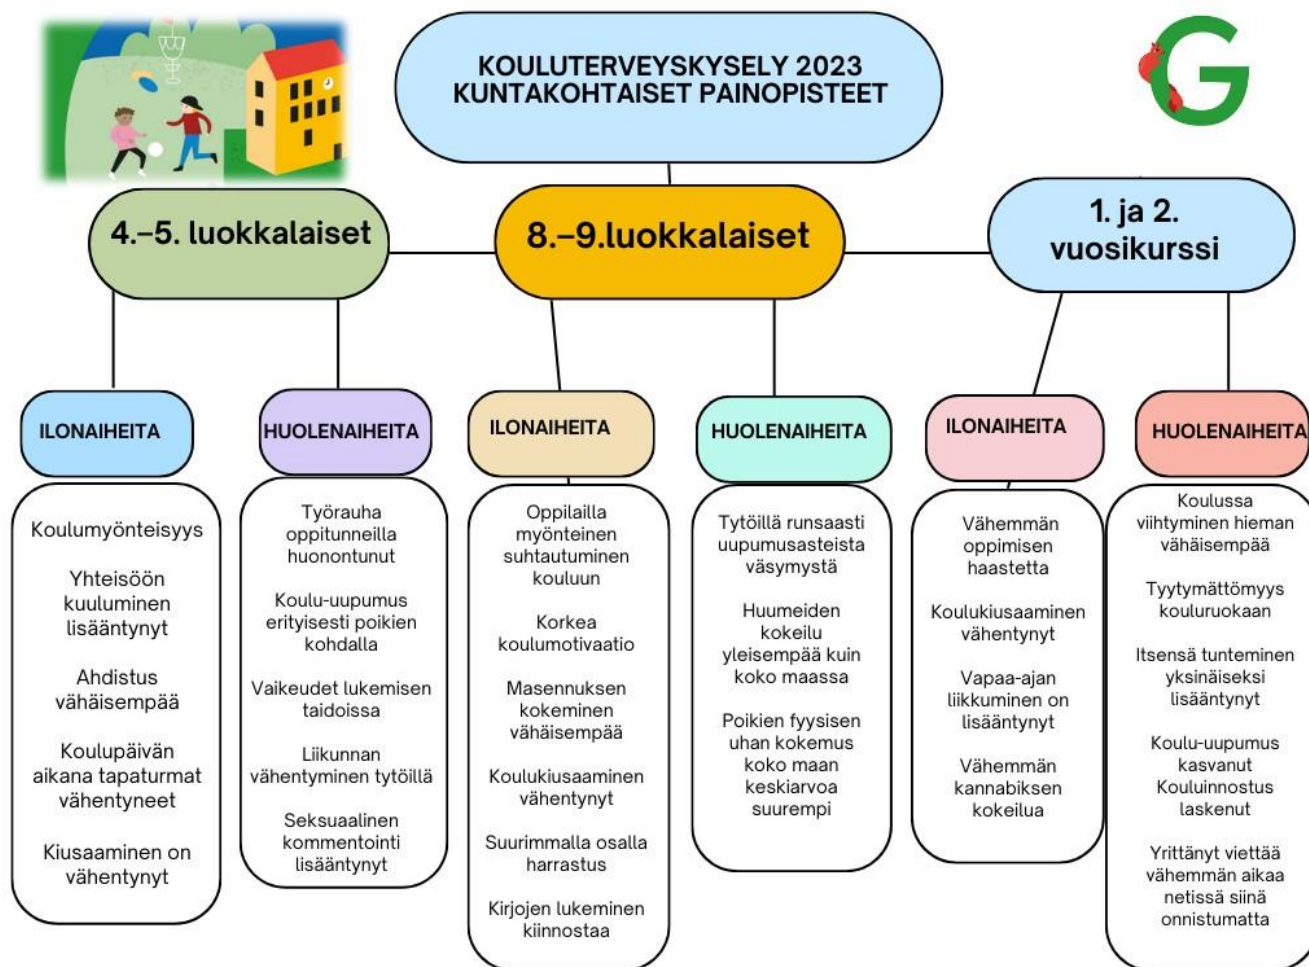 KOULUTERVEYSKYSELY 2023
KUNTAKOHTAISET PAINOPISTEET
G
4.–5. luokkalaiset
8.–9.luokkalaiset
1. ja 2.
vuosikurssi
ILONAIHEITA
Koulumyönteisyys
Yhteisöön
kuuluminen
lisääntynyt
Ahdistus
vähäisempää
Koulupäivän
aikana tapaturmat
vähentyneet
Kiusaaminen on
vähentynyt
HUOLENAIHEITA
Työrauha
oppitunneilla
huonontunut
Koulu-uupumus
erityisesti poikien
kohdalla
Vaikeudet lukemisen
taidoissa
Liikunnan
vähentyminen tytöillä
Seksuaalinen
kommentointi
lisääntynyt
ILONAIHEITA
Oppilailla
myönteinen
suhtautuminen
kouluun
Korkea
koulumotivaatio
Masennuksen
kokeminen
vähäisempää
Koulukiusaaminen
vähentynyt
Suurimmalla osalla
harrastus
Kirjojen lukeminen
kiinnostaa
HUOLENAIHEITA
Tytöillä runsaasti
uupumusasteista
väsymystä
Huumeiden
kokeilu
yleisempää kuin
koko maassa
Poikien fyysisen
uhan kokemus
koko maan
keskiarvoa
suurempi
ILONAIHEITA
Vähemmän
oppimisen
haastetta
Koulukiusaaminen
vähentynyt
Vapaa-ajan
liikkuminen on
lisääntynyt
Vähemmän
kannabiksen
kokeilua
HUOLENAIHEITA
Koulussa
viihtyminen hieman
vähäisempää
Tyytymättömyys
kouluruokaan
Itsensä tunteminen
yksinäiseksi
lisääntynyt
Koulu-uupumus
kasvanut
Kouluinnostus
laskenut
Yrittänyt viettää
vähemmän aikaa
netissä siinä
onnistumatta